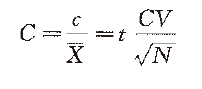 C = c / X̅ = t CV / √N